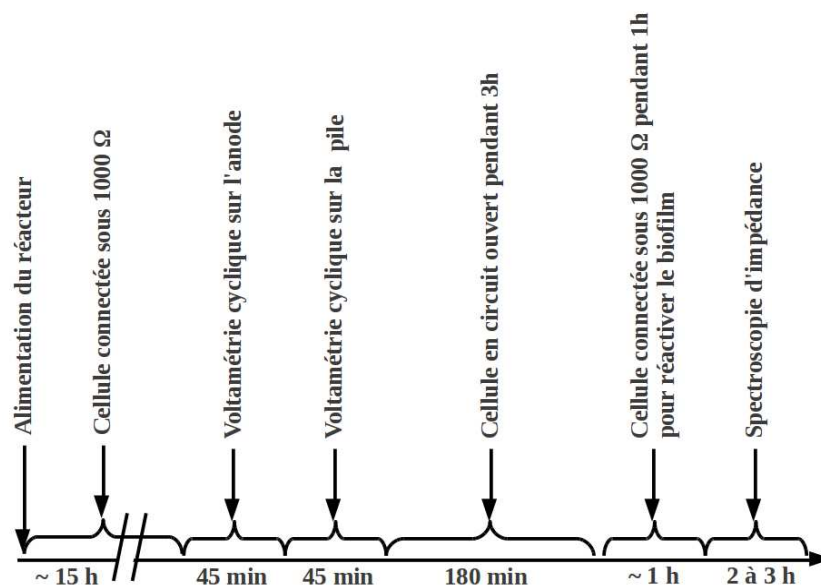 Alimentation du réacteur
Cellule connectée sous 1000 Ω
Voltamétrie cyclique sur l'anode
Voltamétrie cyclique sur la pile
Cellule en circuit ouvert pendant 3h
Cellule connectée sous 1000 Ω pendant 1h
pour réactiver le biofilm
Spectroscopie d'impédance
~ 15 h
45 min
45 min
180 min
~ 1 h
2 à 3 h